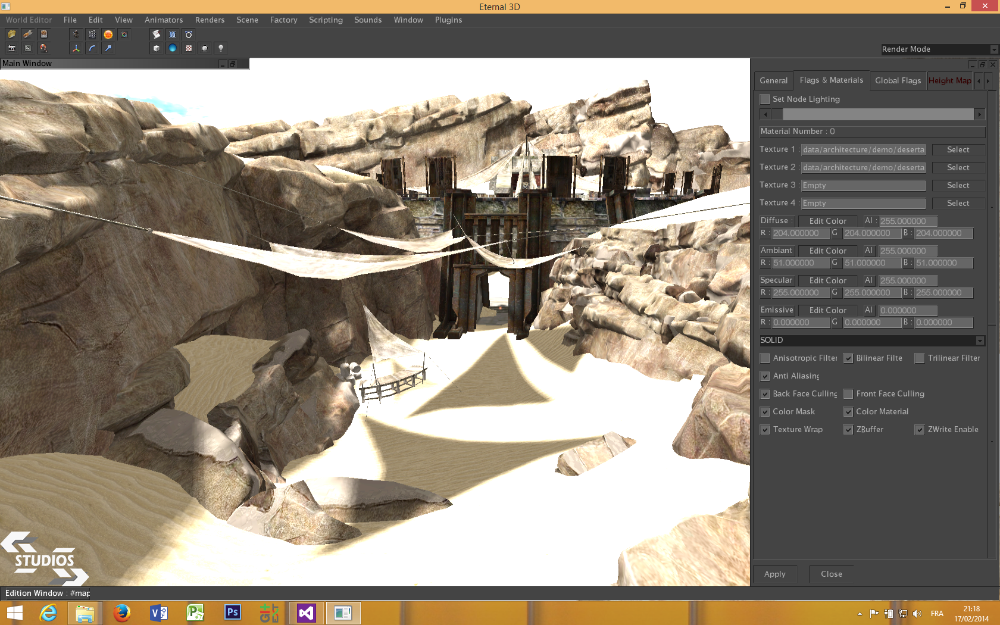 Eternal 3D
World Editor File Edit View Animators Renders Scene Factory Scripting Sounds Window Plugins
Render Mode
Main Window
General Flags & Materials Global Flags Height Map
Set Node Lighting
Material Number : 0
Texture 1 : data/architecture/demo/deserta Select
Texture 2 : data/architecture/demo/deserta Select
Texture 3 : Empty Select
Texture 4 : Empty Select
Diffuse : Edit Color Al : 255.000000
R : 204.000000 G 204.000000 B : 204.000000
Ambiant Edit Color Al 255.000000
R : 51.000000 G 51.000000 B : 51.000000
Specular Edit Color Al 255.000000
R : 255.000000 G 255.000000 B : 255.000000
Emissive Edit Color Al 0.000000
R : 0.000000 G 0.000000 B : 0.000000
SOLID
Anisotropic Filter Bilinear Filte Trilinear Filter
Anti Aliasing
Back Face Culling Front Face Culling
Color Mask Color Material
Texture Wrap ZBuffer ZWrite Enable
STUDIOS
Apply Close
Edition Window : #map
Ps
GIt
EXT
FRA
21:18
17/02/2014